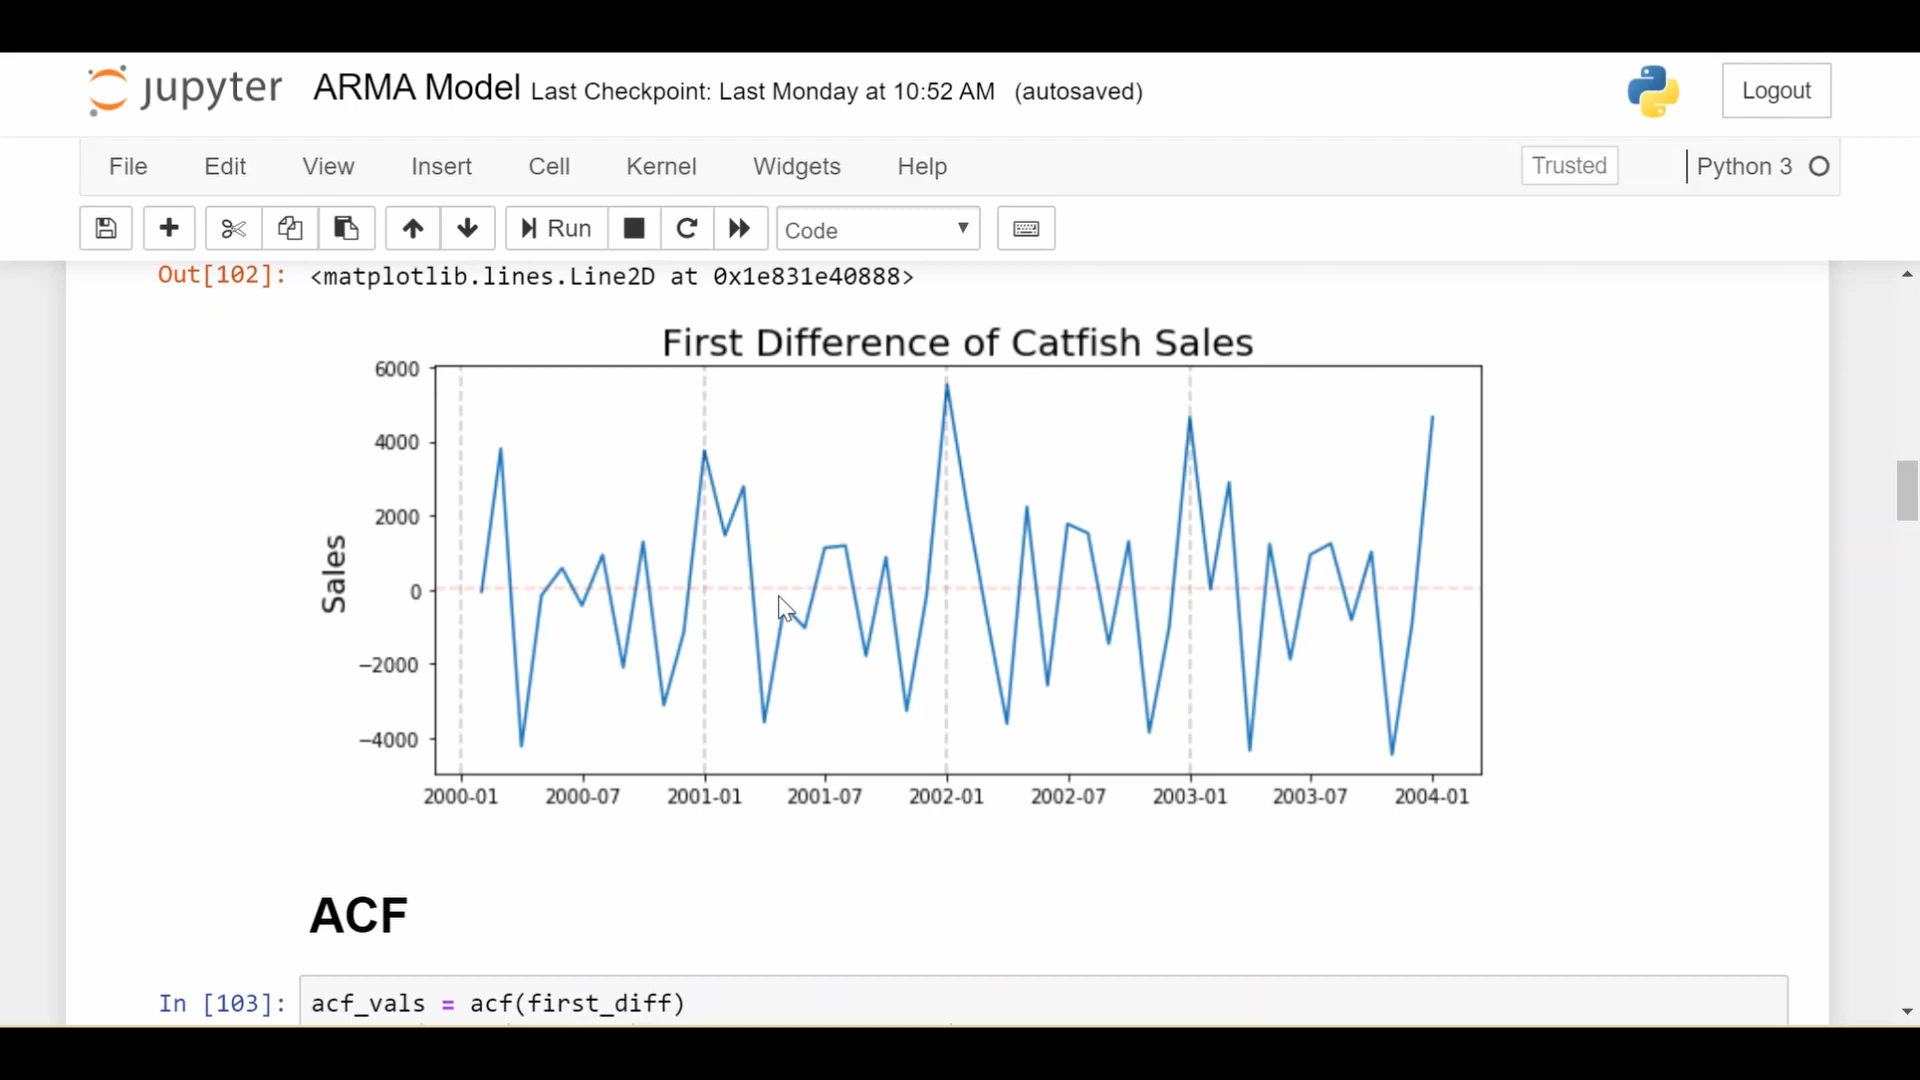 jupyter ARMA Model Last Checkpoint: Last Monday at 10:52 AM (autosaved)
Logout
File Edit View Insert Cell Kernel Widgets Help
Trusted
Python 3
Run
Code
Out[102]: <matplotlib.lines.Line2D at 0x1e831e40888>
First Difference of Catfish Sales
Sales
6000
4000
2000
0
−2000
−4000
2000-01 2000-07 2001-01 2001-07 2002-01 2002-07 2003-01 2003-07 2004-01
ACF
In [103]: acf_vals = acf(first_diff)